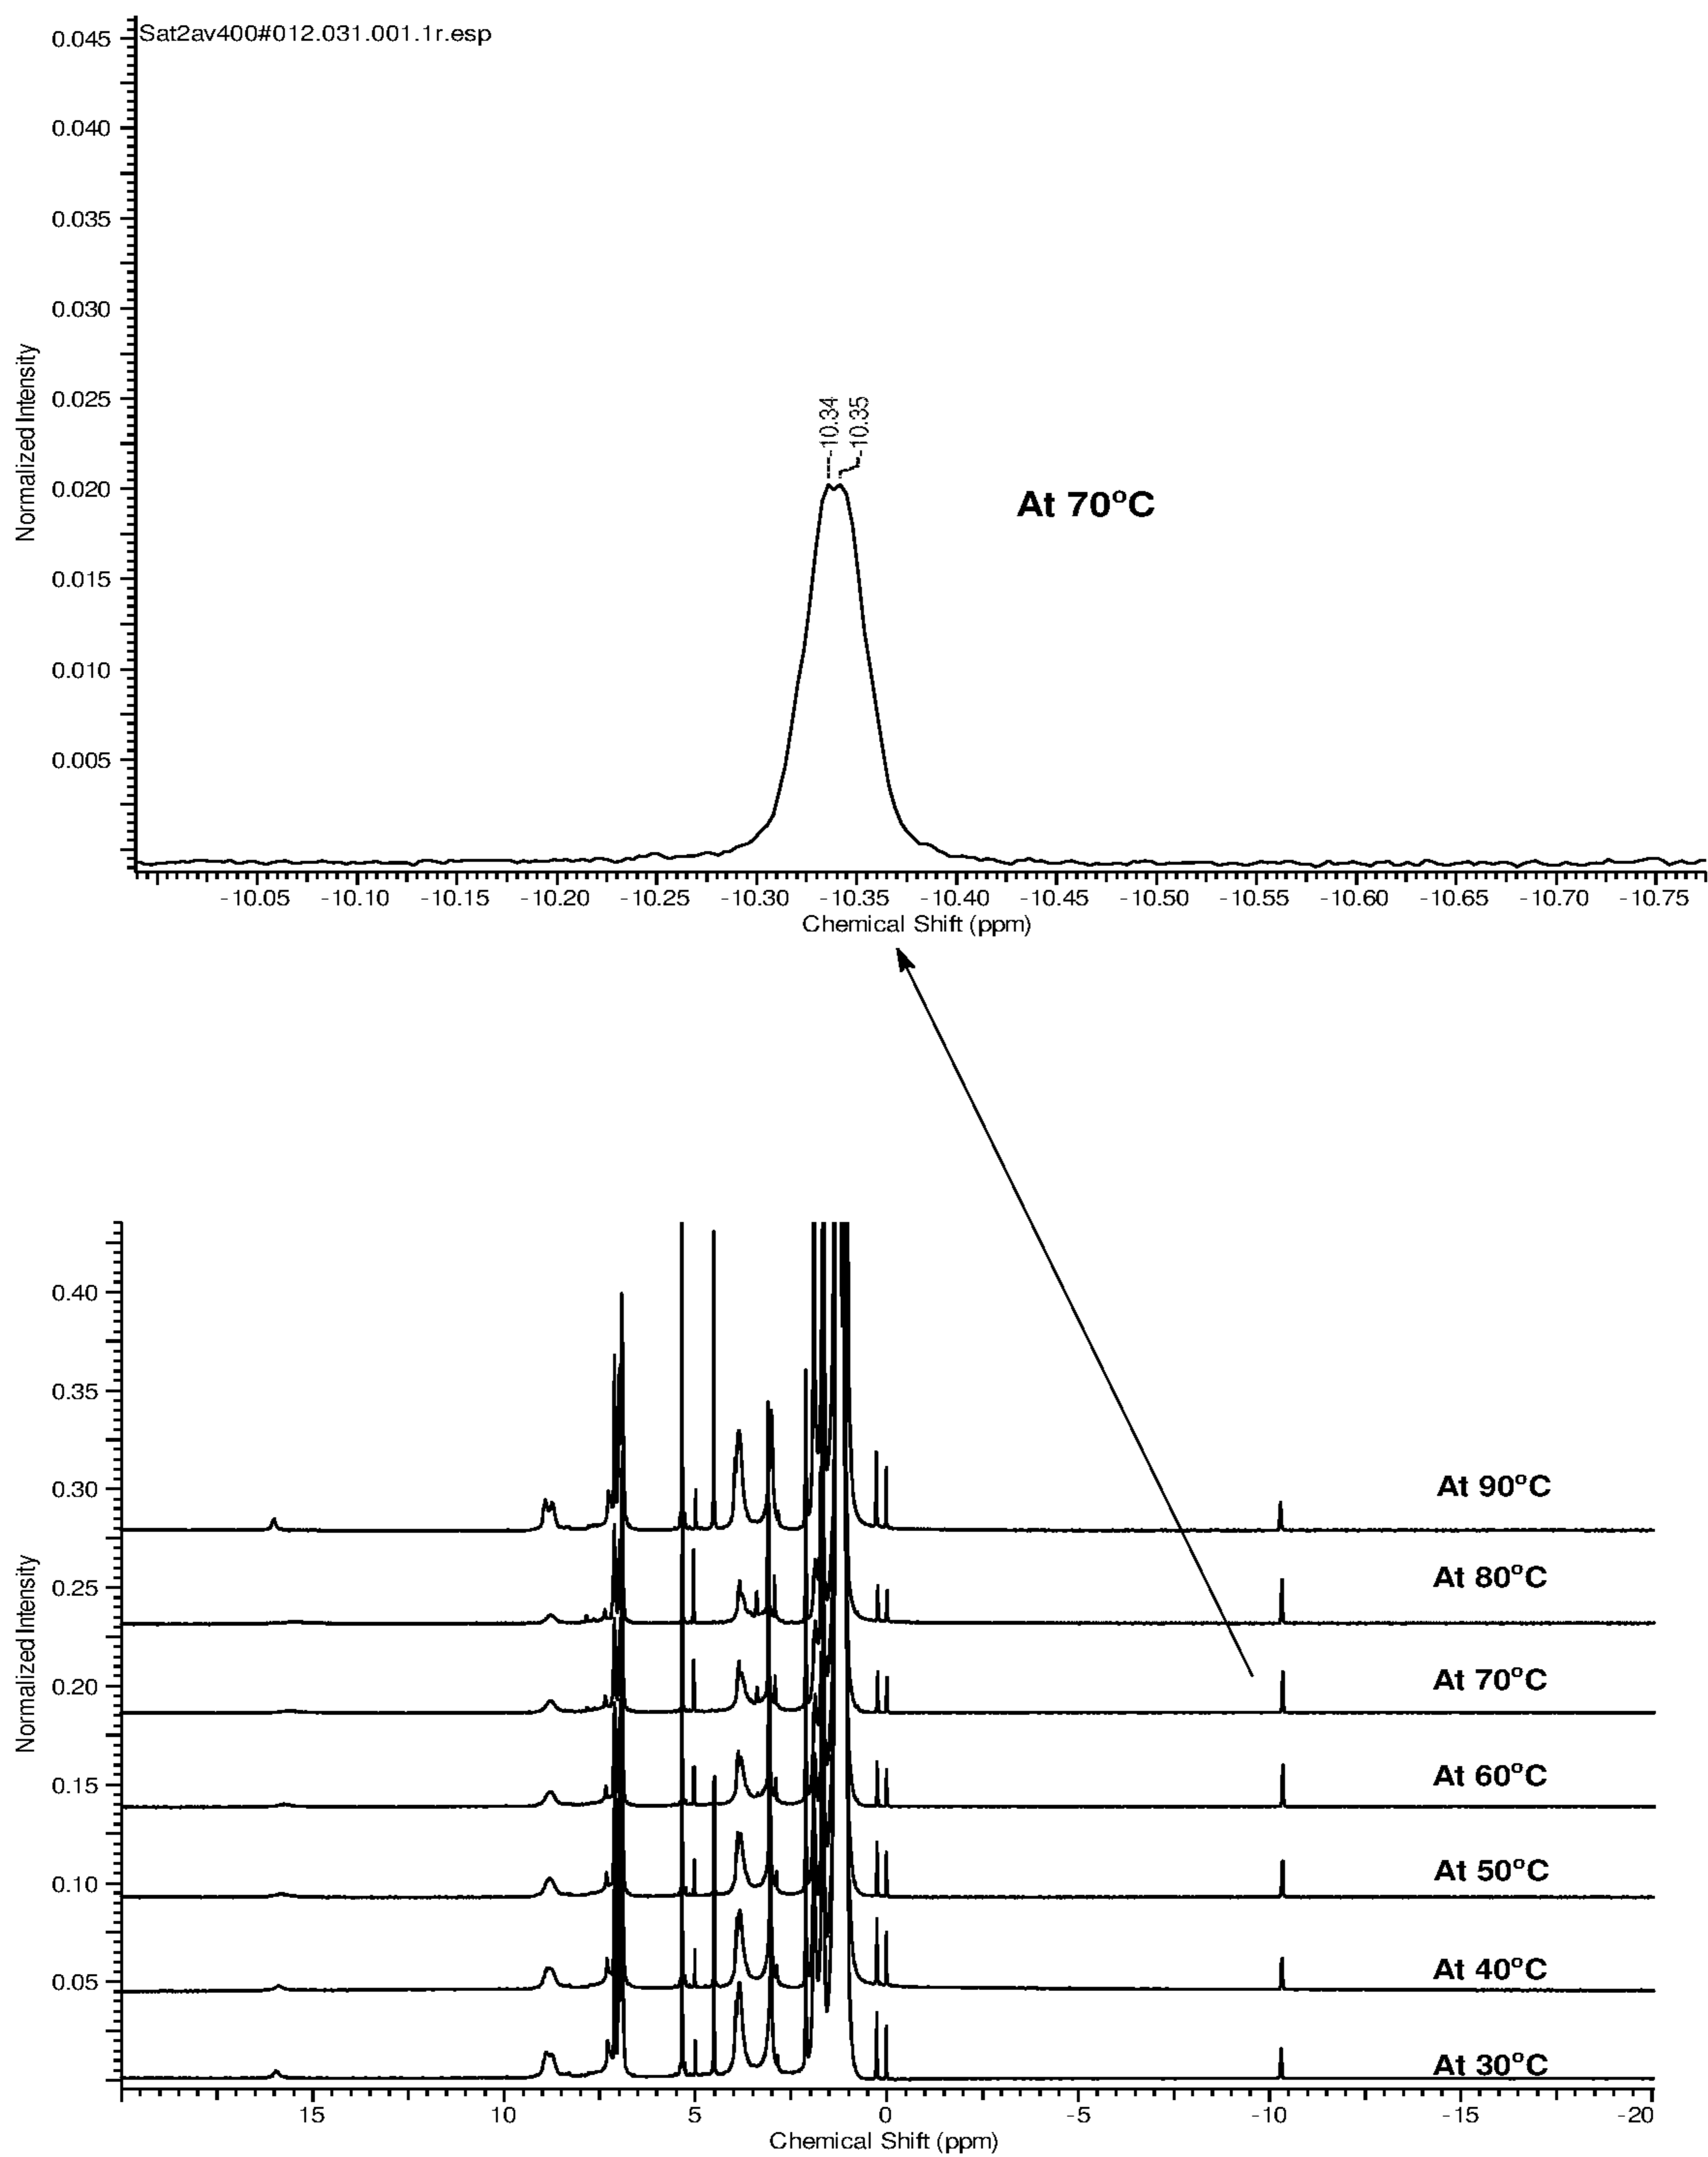 Sat2av400#012.031.001.1r.esp
0.045
0.040
0.035
0.030
0.025
0.020
0.015
0.010
0.005
Normalized Intensity
-10.34
-10.35
At 70°C
-10.05 -10.10 -10.15 -10.20 -10.25 -10.30 -10.35 -10.40 -10.45 -10.50 -10.55 -10.60 -10.65 -10.70 -10.75
Chemical Shift (ppm)
0.40
0.35
0.30
0.25
0.20
0.15
0.10
0.05
Normalized Intensity
At 90°C
At 80°C
At 70°C
At 60°C
At 50°C
At 40°C
At 30°C
15 10 5 0 -5 -10 -15 -20
Chemical Shift (ppm)